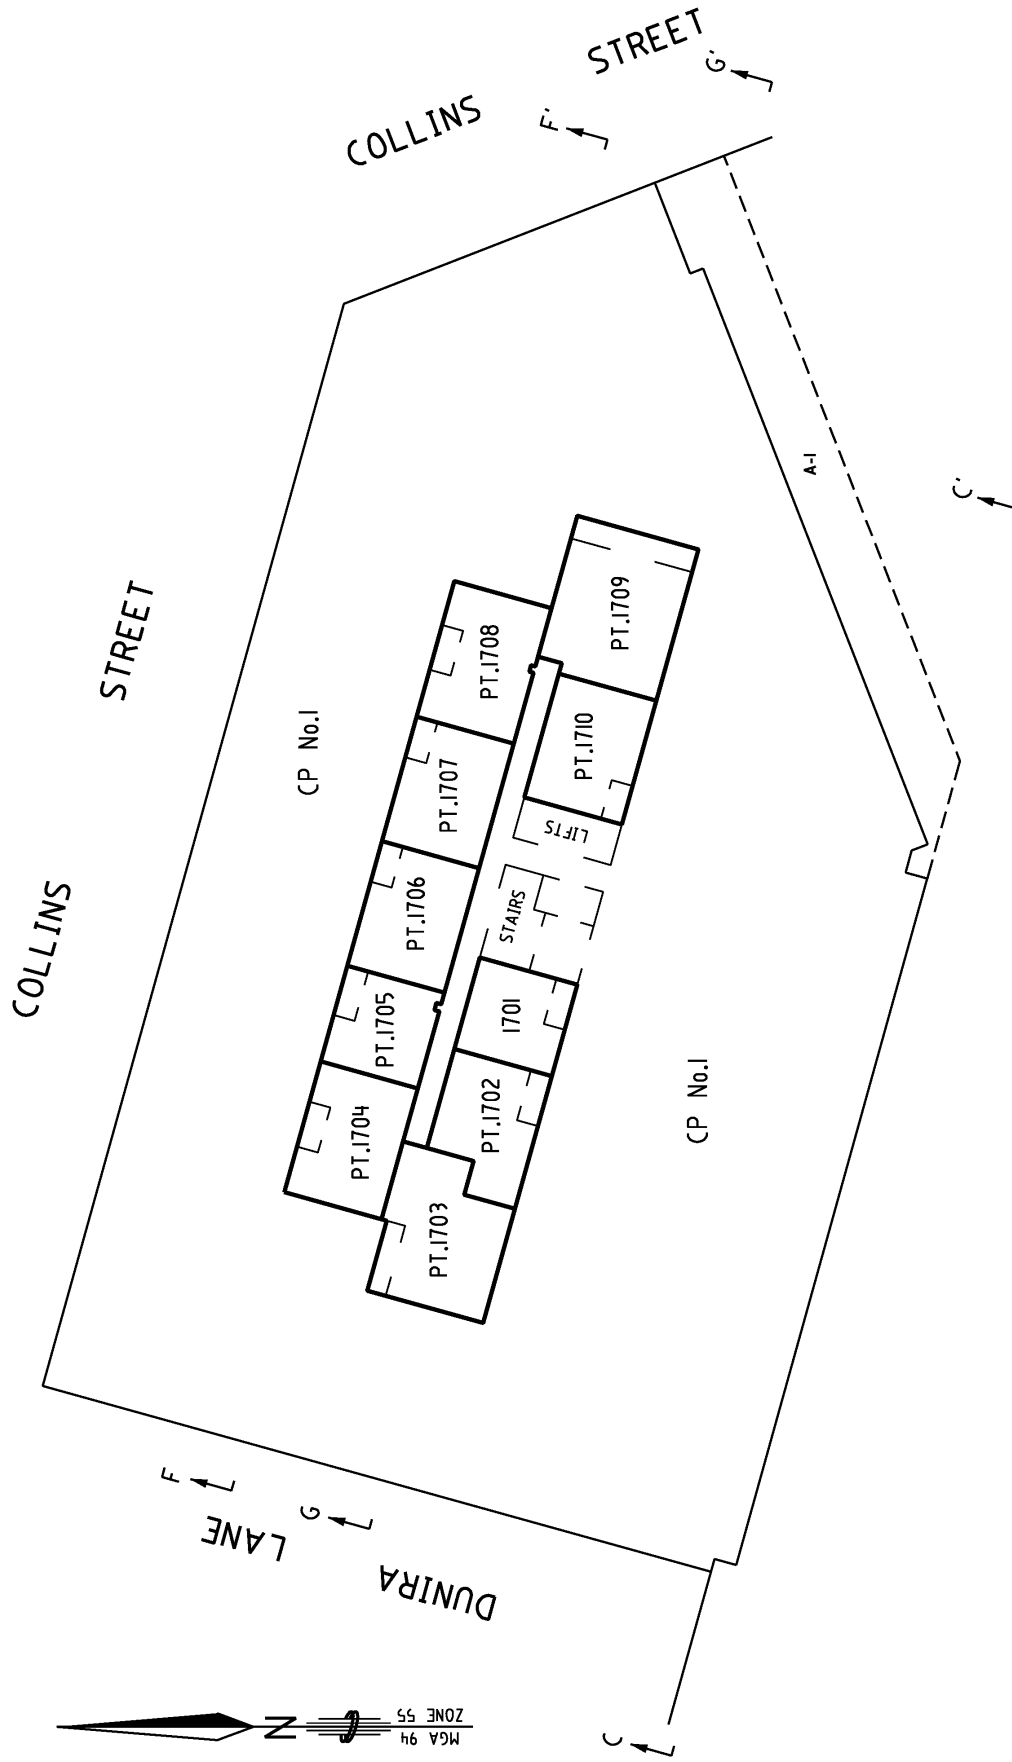 COLLINS
STREET
COLLINS
STREET
F'
G'
C'
CP No.1
A-1
PT.1708
PT.1709
PT.1707
PT.1710
LIFTS
PT.1706
STAIRS
PT.1705
1701
PT.1704
PT.1702
PT.1703
CP No.1
F
G
DUNIRA
LANE
C
N
MGA 94
ZONE 55